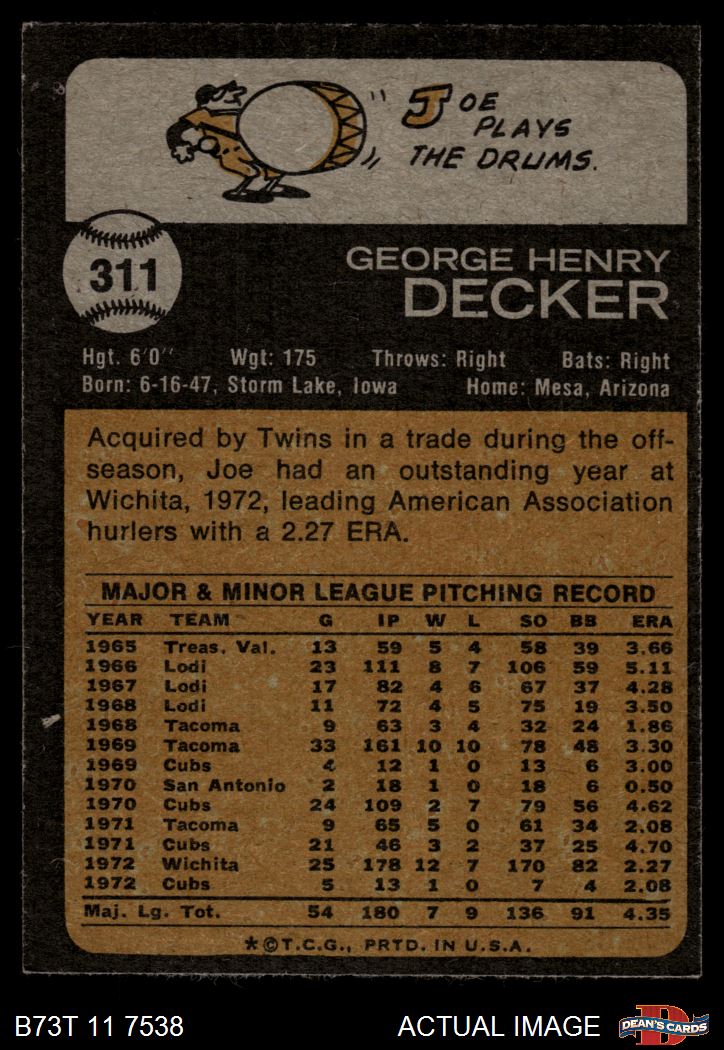 JOE
PLAYS
THE DRUMS.
311
GEORGE HENRY
DECKER
Hgt. 6'0" Wgt: 175 Throws: Right Bats: Right
Born: 6-16-47, Storm Lake, Iowa Home: Mesa, Arizona
Acquired by Twins in a trade during the off-
season, Joe had an outstanding year at
Wichita, 1972, leading American Association
hurlers with a 2.27 ERA.
MAJOR & MINOR LEAGUE PITCHING RECORD
YEAR TEAM G IP W L SO BB ERA
1965 Treas. Val. 13 59 5 4 58 39 3.66
1966 Lodi 23 111 8 7 106 59 5.11
1967 Lodi 17 82 4 6 67 37 4.28
1968 Lodi 11 72 4 5 75 19 3.50
1968 Tacoma 9 63 3 4 32 24 1.86
1969 Tacoma 33 161 10 10 78 48 3.30
1969 Cubs 4 12 1 0 13 6 3.00
1970 San Antonio 2 18 1 0 18 6 0.50
1970 Cubs 24 109 2 7 79 56 4.62
1971 Tacoma 9 65 5 0 61 34 2.08
1971 Cubs 21 46 3 2 37 25 4.70
1972 Wichita 25 178 12 7 170 82 2.27
1972 Cubs 5 13 1 0 7 4 2.08
Maj. Lg. Tot. 54 180 7 9 136 91 4.35
*©T.C.G., PRTD. IN U.S.A.
B73T 11 7538 ACTUAL IMAGE D DEAN'S CARDS